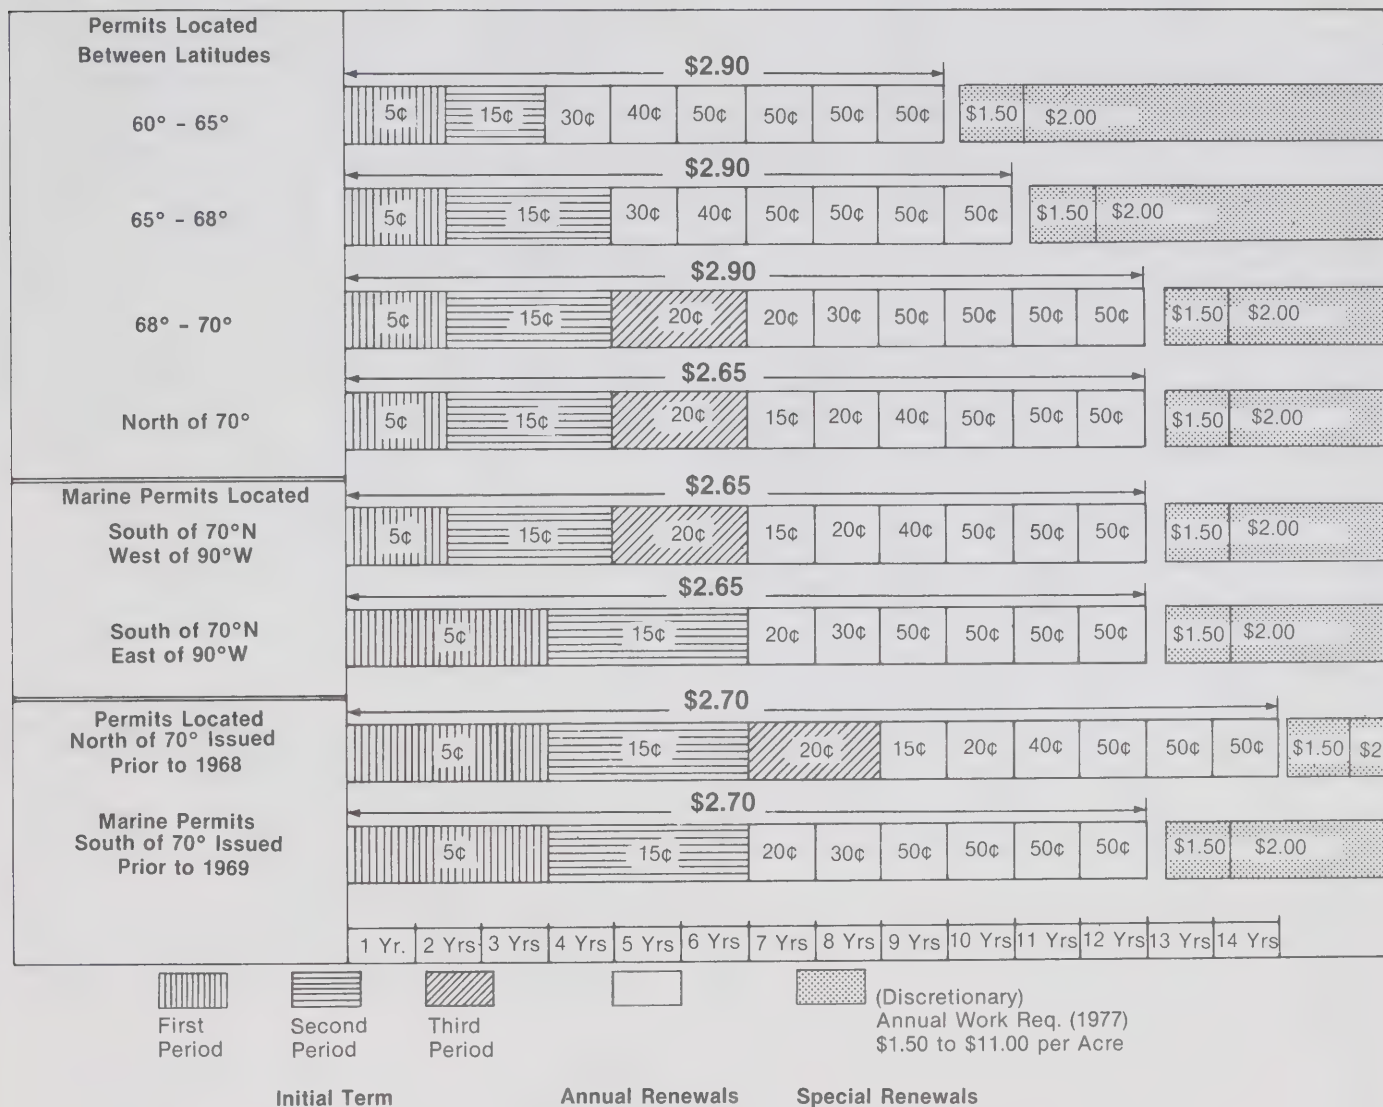 Permits Located
Between Latitudes
$2.90
60° - 65°
5¢ 15¢ 30¢ 40¢ 50¢ 50¢ 50¢ 50¢ $1.50 $2.00
$2.90
65° - 68°
5¢ 15¢ 30¢ 40¢ 50¢ 50¢ 50¢ 50¢ $1.50 $2.00
$2.90
68° - 70°
5¢ 15¢ 20¢ 20¢ 30¢ 50¢ 50¢ 50¢ 50¢ $1.50 $2.00
$2.65
North of 70°
5¢ 15¢ 20¢ 15¢ 20¢ 40¢ 50¢ 50¢ 50¢ $1.50 $2.00
Marine Permits Located
$2.65
South of 70°N
West of 90°W
5¢ 15¢ 20¢ 15¢ 20¢ 40¢ 50¢ 50¢ 50¢ $1.50 $2.00
$2.65
South of 70°N
East of 90°W
5¢ 15¢ 20¢ 30¢ 50¢ 50¢ 50¢ 50¢ $1.50 $2.00
$2.70
Permits Located
North of 70° Issued
Prior to 1968
5¢ 15¢ 20¢ 15¢ 20¢ 40¢ 50¢ 50¢ 50¢ $1.50 $2
$2.70
Marine Permits
South of 70° Issued
Prior to 1969
5¢ 15¢ 20¢ 30¢ 50¢ 50¢ 50¢ 50¢ $1.50 $2.00
1 Yr. 2 Yrs 3 Yrs 4 Yrs 5 Yrs 6 Yrs 7 Yrs 8 Yrs 9 Yrs 10 Yrs 11 Yrs 12 Yrs 13 Yrs 14 Yrs
First
Period
Second
Period
Third
Period
(Discretionary)
Annual Work Req. (1977)
$1.50 to $11.00 per Acre
Initial Term
Annual Renewals
Special Renewals